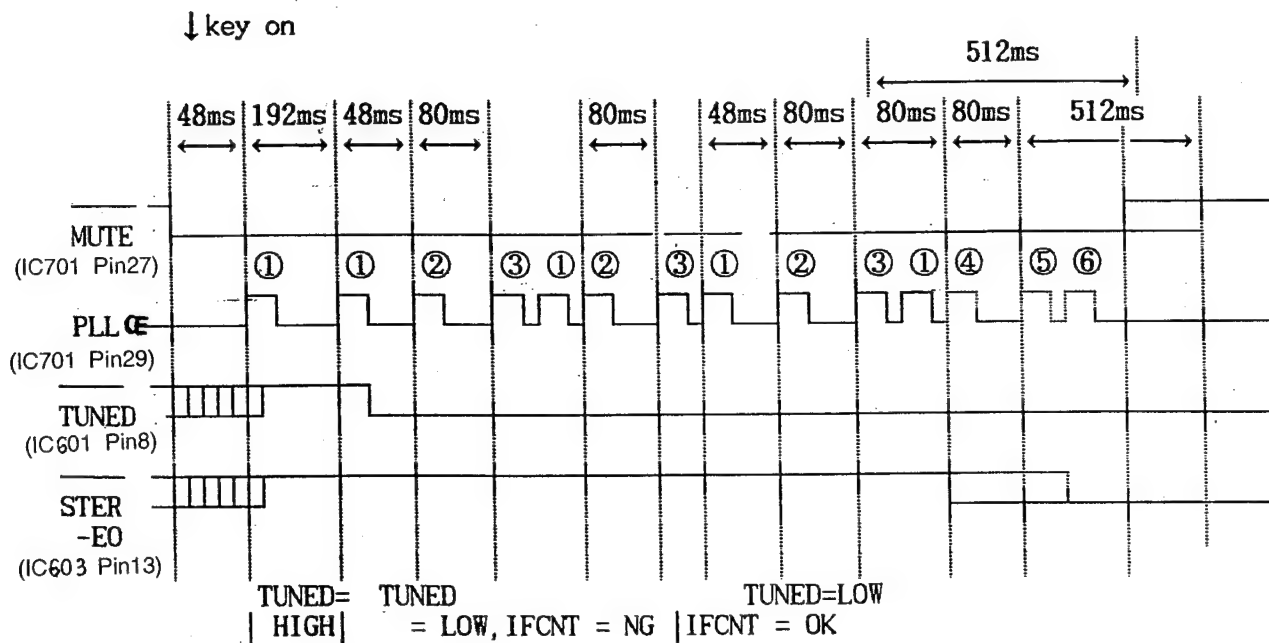 ↓key on
512ms
48ms 192ms 48ms 80ms 80ms 48ms 80ms 80ms 80ms 512ms
MUTE
(IC701 Pin27)
① ① ② ③ ① ② ③ ① ② ③ ① ④ ⑤ ⑥
PLL CE
(IC701 Pin29)
TUNED
(IC601 Pin8)
STER
-EO
(IC603 Pin13)
TUNED= TUNED TUNED=LOW
| HIGH| = LOW, IFCNT = NG |IFCNT = OK